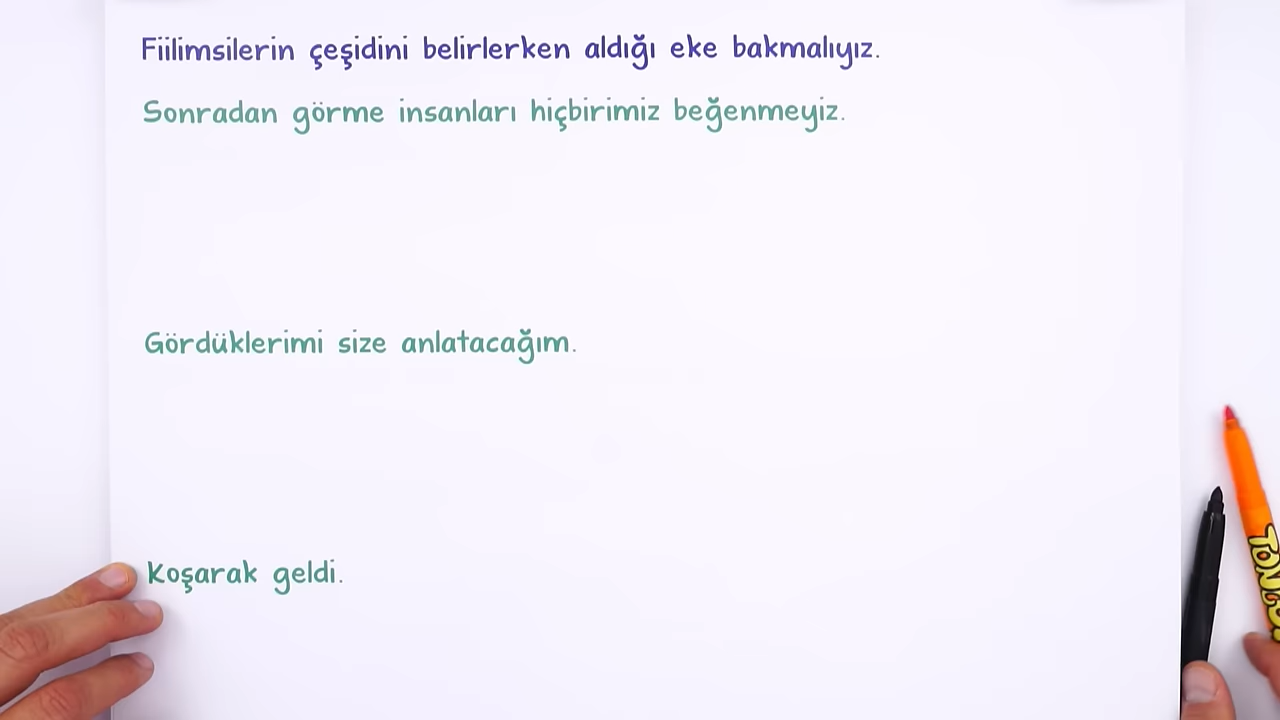 Fiilimsilerin çeşidini belirlerken aldığı eke bakmalıyız.
Sonradan görme insanları hiçbirimiz beğenmeyiz.
Gördüklerimi size anlatacağım.
Koşarak geldi.